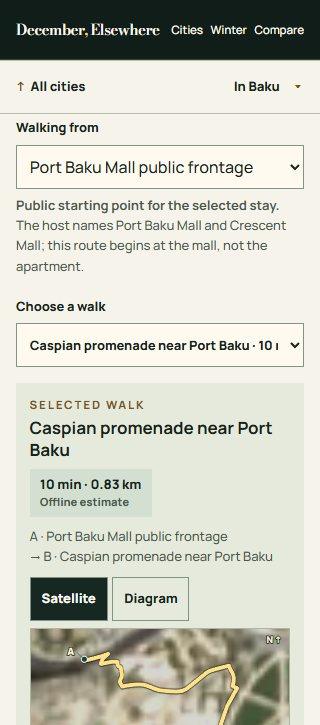 December, Elsewhere Cities Winter Compare
↑ All cities In Baku
Walking from
Port Baku Mall public frontage
Public starting point for the selected stay.
The host names Port Baku Mall and Crescent
Mall; this route begins at the mall, not the
apartment.
Choose a walk
Caspian promenade near Port Baku · 10
SELECTED WALK
Caspian promenade near Port
Baku
10 min · 0.83 km
Offline estimate
A · Port Baku Mall public frontage
→ B · Caspian promenade near Port Baku
Satellite Diagram
A N↑